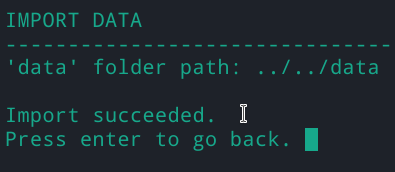 IMPORT DATA
--------------------------------
'data' folder path: ../../data
Import succeeded.
Press enter to go back.